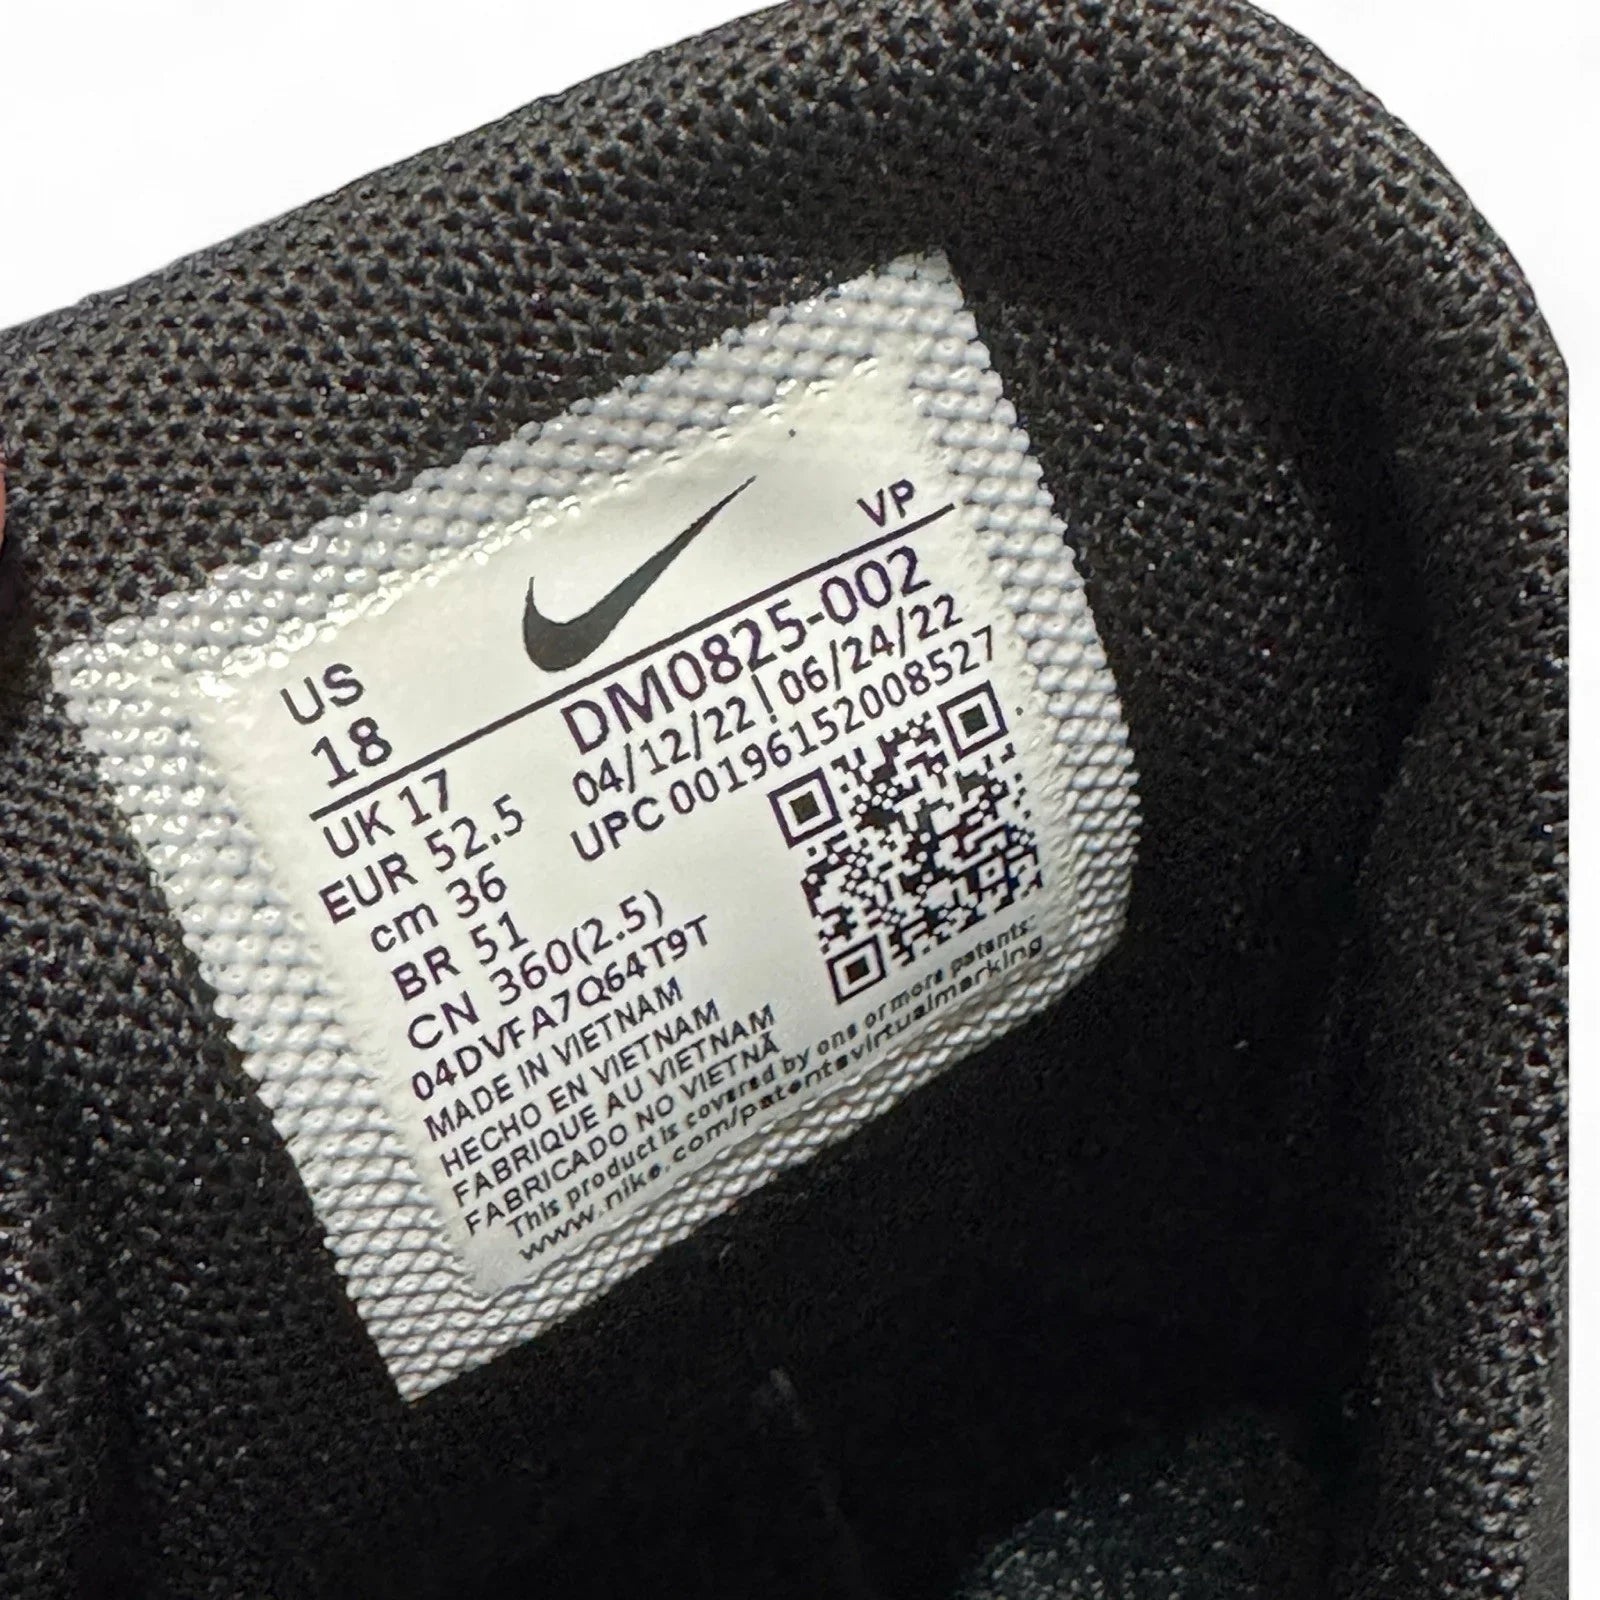 VP
US
18
DM0825-002
04/12/22|06/24/22
UPC 00196152008527
UK 17
EUR 52.5
cm 36
BR 51
CN 360(2.5)
04DVFA7Q64T9T
MADE IN VIETNAM
HECHO EN VIETNAM
FABRIQUE AU VIETNAM
FABRICADO NO VIETNÃ
This product is covered by one or more patents:
www.nike.com/patentsvirtualmarking